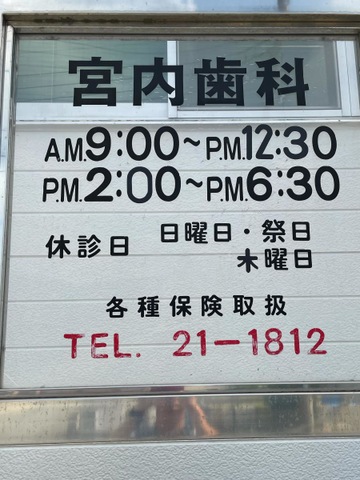 宮内歯科
A.M.9:00~P.M.12:30
P.M.2:00~P.M.6:30
休診日 日曜日・祭日
木曜日
各種保険取扱
TEL. 21-1812